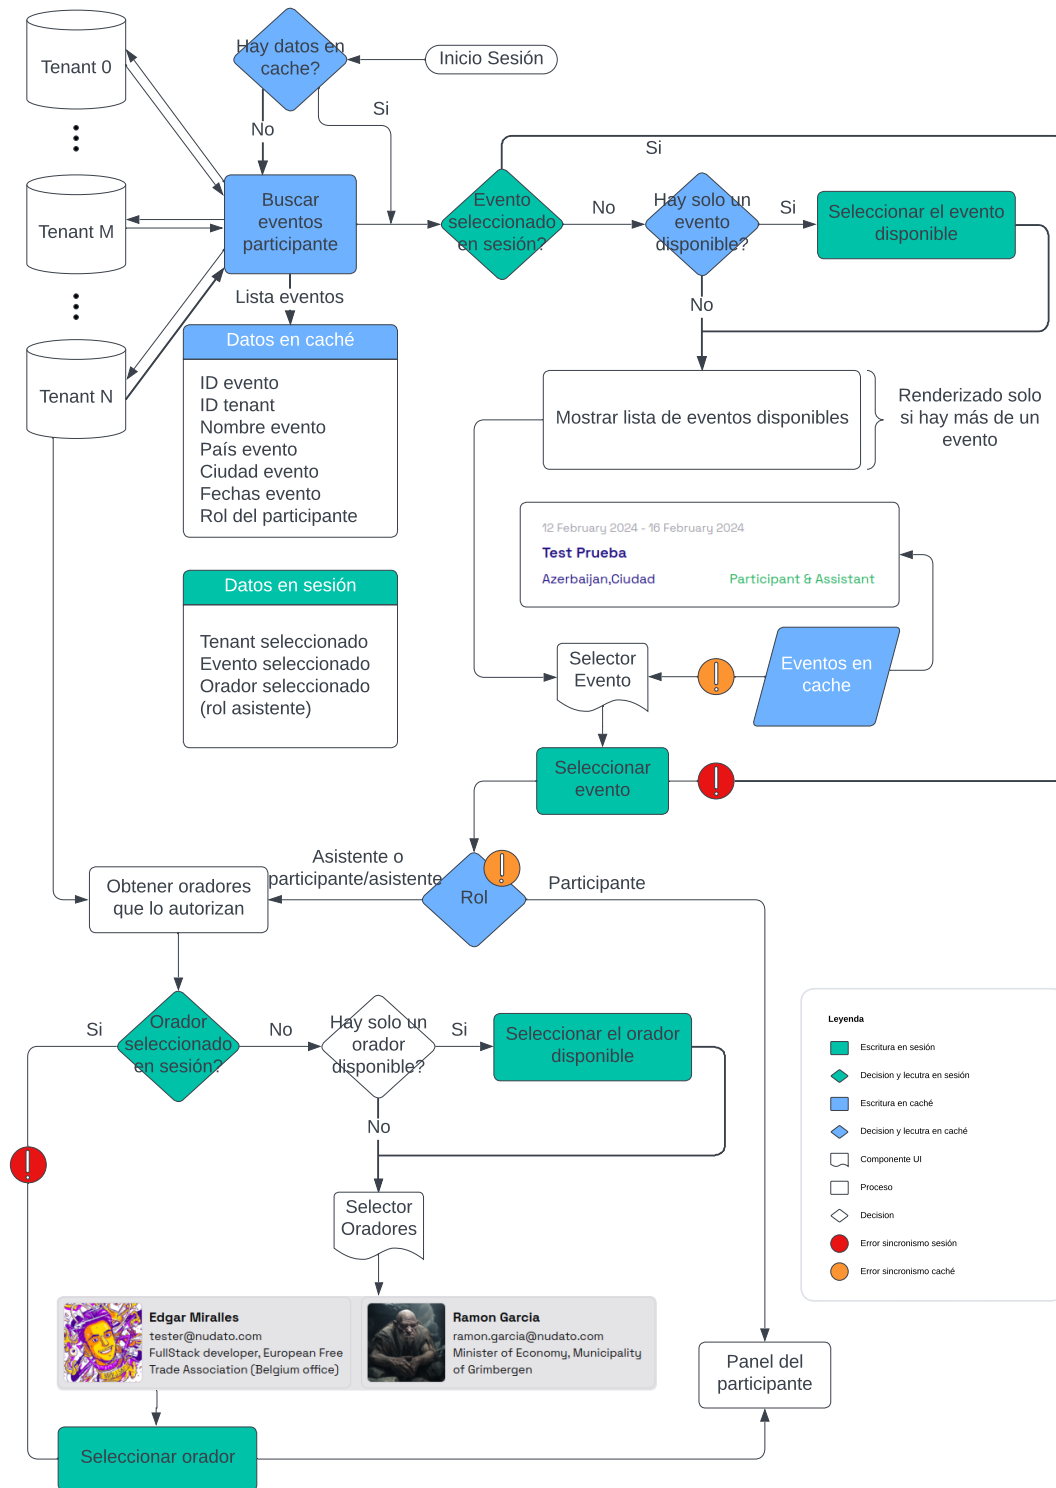 Tenant 0
Hay datos en
cache?
Inicio Sesión
Si
No
Tenant M
Buscar
eventos
participante
Evento
seleccionado
en sesión?
Si
No
Hay solo un
evento
disponible?
Si
Seleccionar el evento
disponible
Lista eventos
No
Tenant N
Datos en caché
ID evento
ID tenant
Nombre evento
País evento
Ciudad evento
Fechas evento
Rol del participante
Mostrar lista de eventos disponibles
Renderizado solo
si hay más de un
evento
12 February 2024 - 16 February 2024
Test Prueba
Azerbaijan,Ciudad
Participant & Assistant
Datos en sesión
Tenant seleccionado
Evento seleccionado
Orador seleccionado
(rol asistente)
Selector
Evento
Eventos en
cache
Seleccionar
evento
Asistente o
participante/asistente
Rol
Participante
Obtener oradores
que lo autorizan
Si
Orador
seleccionado
en sesión?
No
Hay solo un
orador
disponible?
Si
Seleccionar el orador
disponible
No
Selector
Oradores
Leyenda
Escritura en sesión
Decision y lecutra en sesión
Escritura en caché
Decision y lecutra en caché
Componente UI
Proceso
Decision
Error sincronismo sesión
Error sincronismo caché
Edgar Miralles
tester@nudato.com
FullStack developer, European Free
Trade Association (Belgium office)
Ramon Garcia
ramon.garcia@nudato.com
Minister of Economy, Municipality
of Grimbergen
Panel del
participante
Seleccionar orador